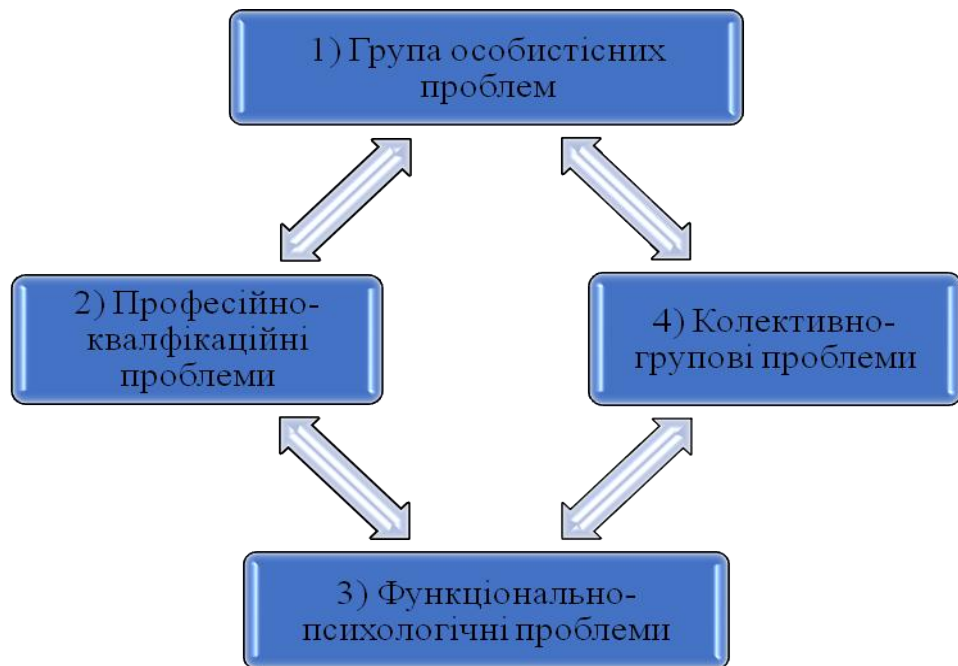 1) Група особистісних
проблем
2) Професійно-
квалфікаційні
проблеми
4) Колективно-
групові проблеми
3) Функціонально-
психологічні проблеми